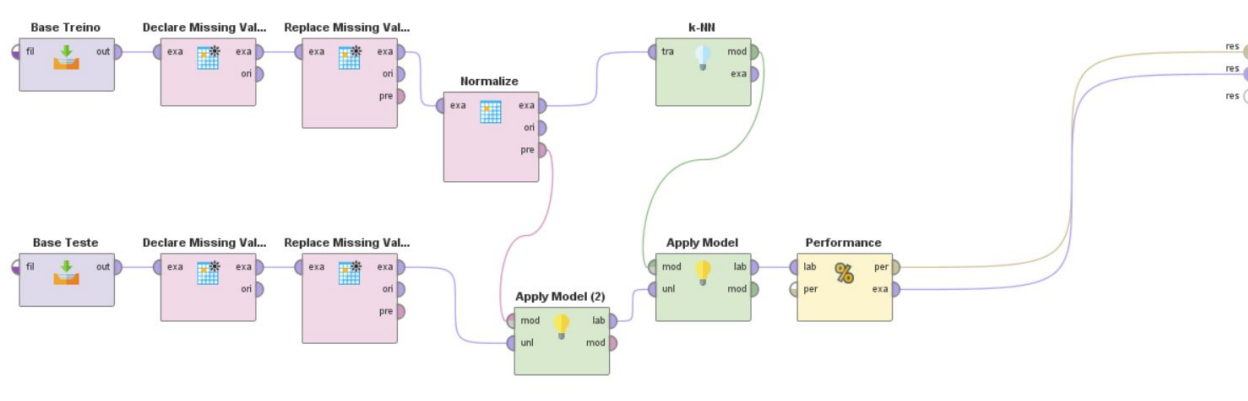 Base Treino
fil out
Declare Missing Val...
exa exa
ori
Replace Missing Val...
exa exa
ori
pre
Normalize
exa exa
ori
pre
k-NN
tra mod
exa
res
res
res
Base Teste
fil out
Declare Missing Val...
exa exa
ori
Replace Missing Val...
exa exa
ori
pre
Apply Model (2)
mod lab
unl mod
Apply Model
mod lab
unl mod
Performance
lab % per
per exa